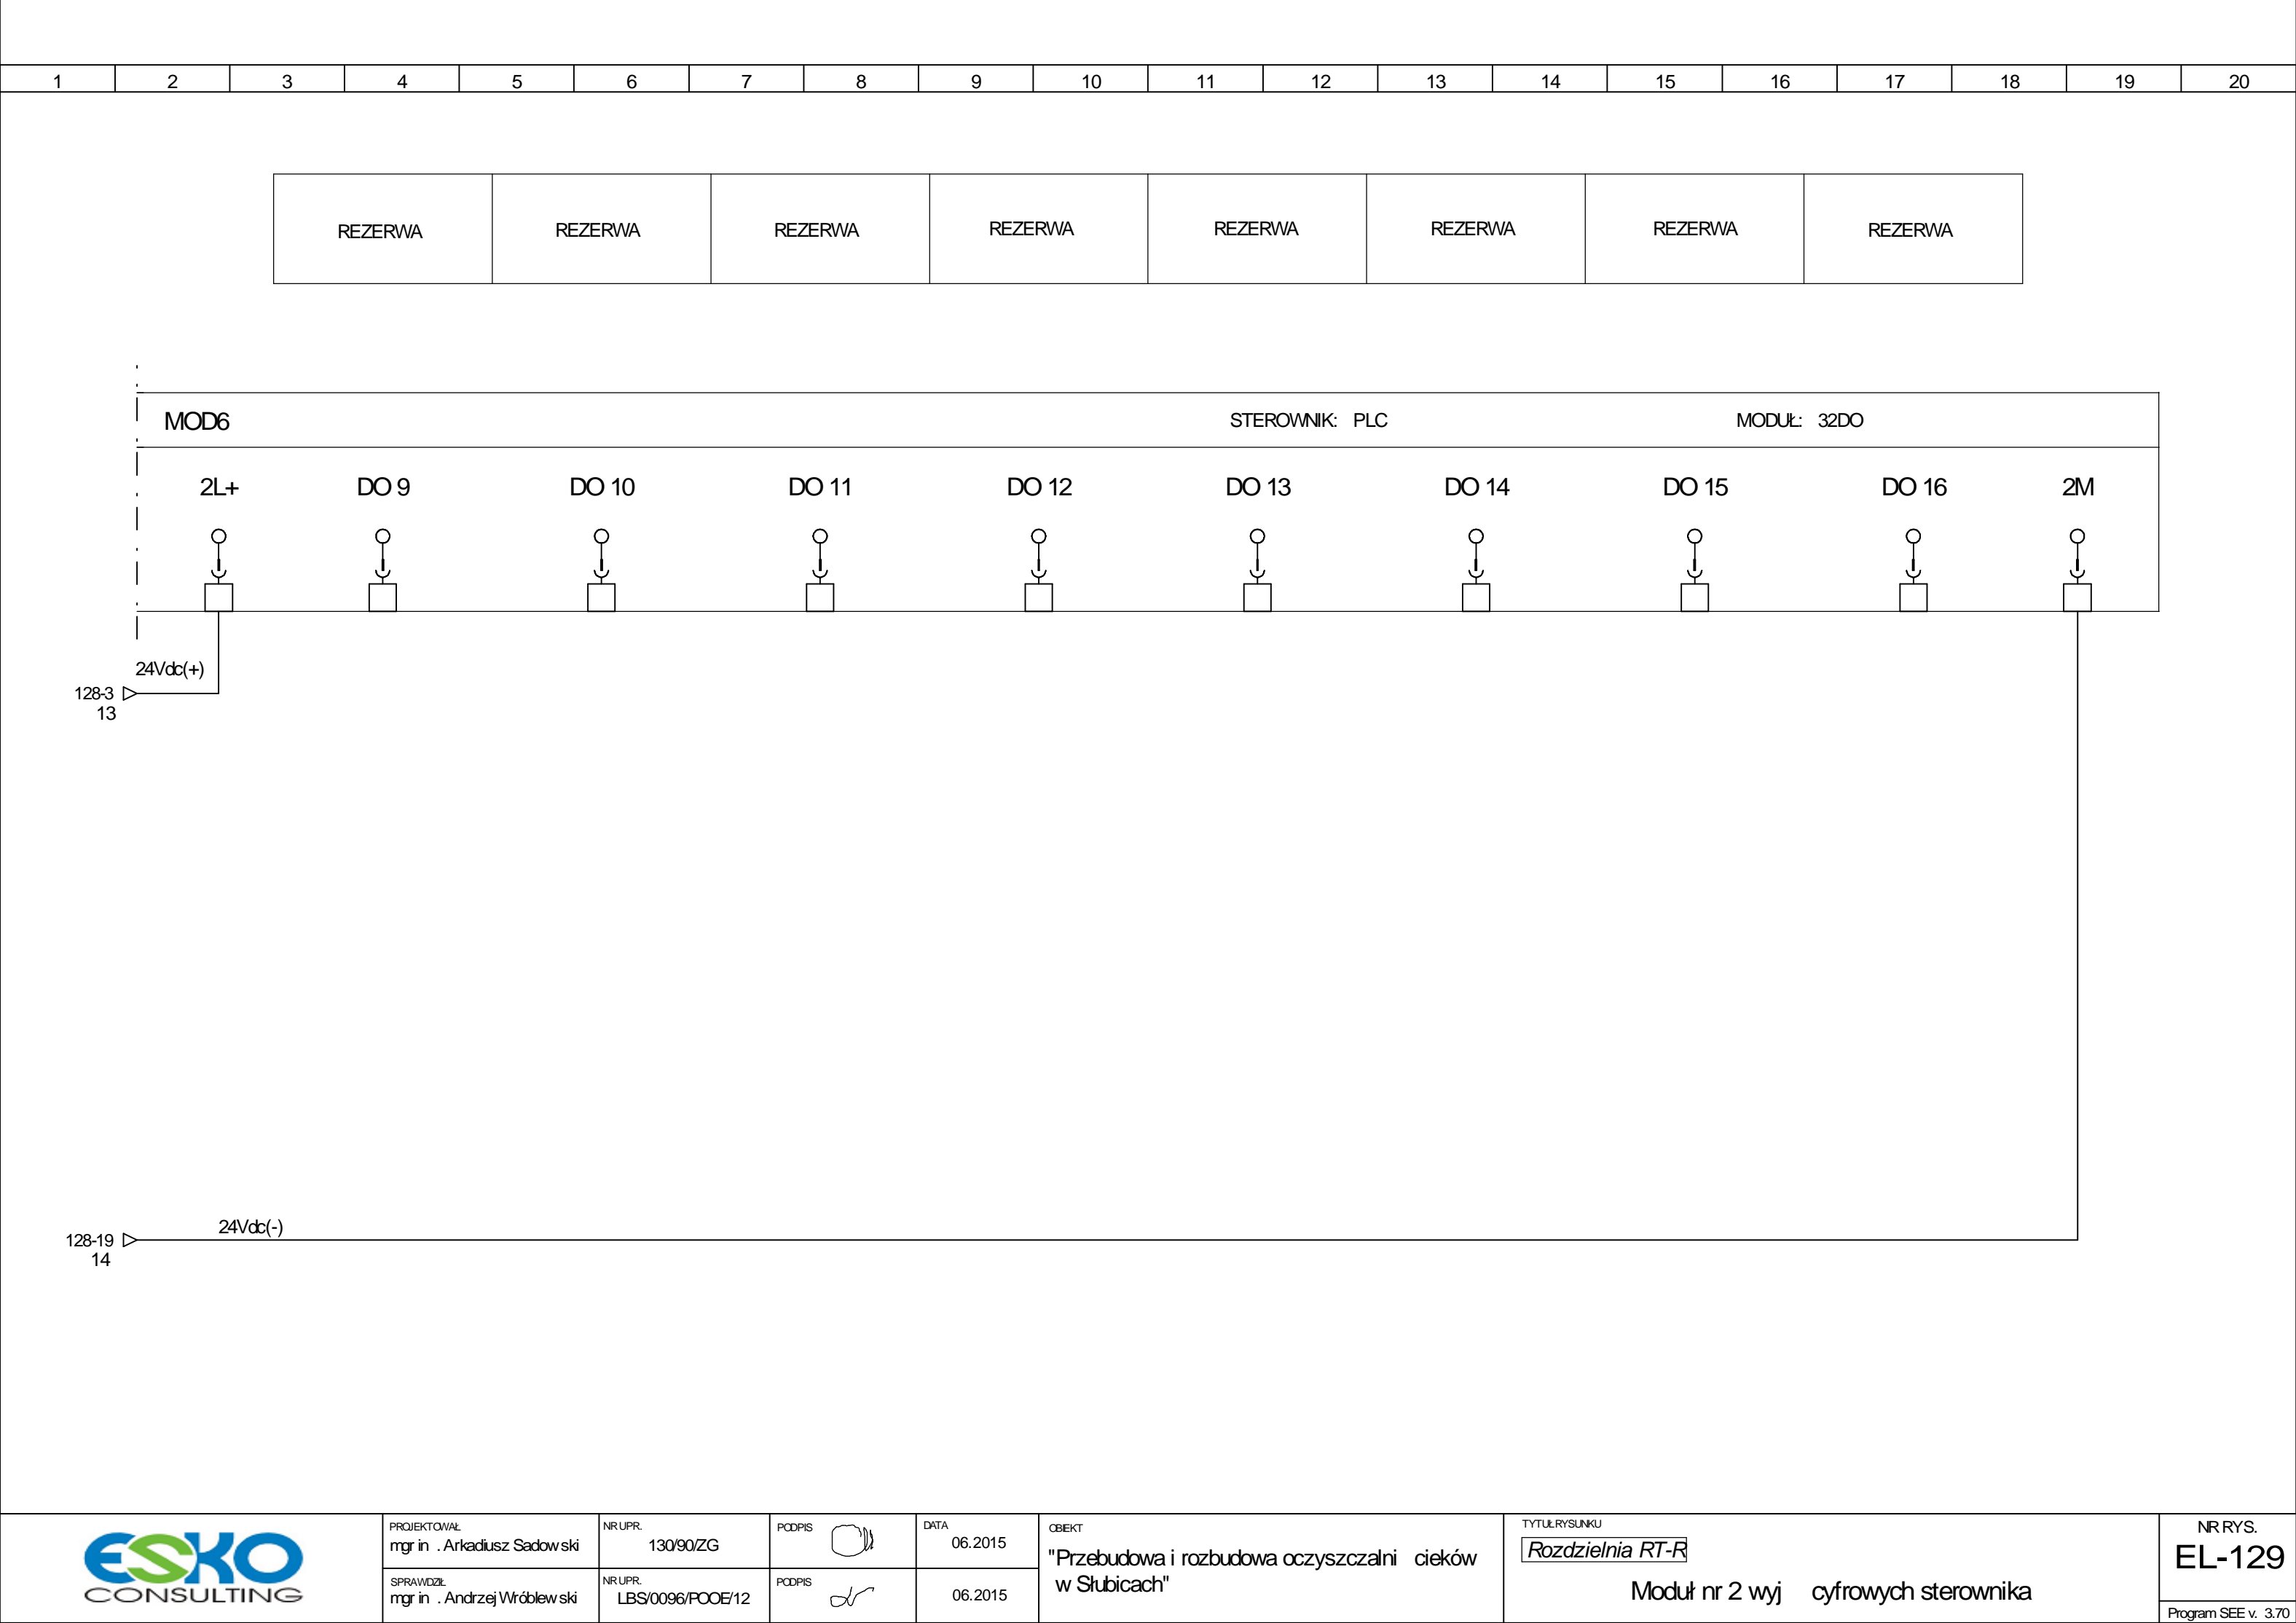 1 2 3 4 5 6 7 8 9 10 11 12 13 14 15 16 17 18 19 20
REZERWA REZERWA REZERWA REZERWA REZERWA REZERWA REZERWA REZERWA
MOD6 STEROWNIK: PLC MODUŁ: 32DO
2L+ DO 9 DO 10 DO 11 DO 12 DO 13 DO 14 DO 15 DO 16 2M
24Vdc(+)
128-3
13
24Vdc(-)
128-19
14
ESKO
CONSULTING
PROJEKTOWAŁ
mgr in . Arkadiusz Sadowski
NR UPR.
130/90/ZG
PODPIS
DATA
06.2015
SPRAWDZIŁ
mgr in . Andrzej Wróblewski
NR UPR.
LBS/0096/POOE/12
PODPIS
06.2015
OBIEKT
"Przebudowa i rozbudowa oczyszczalni cieków
w Słubicach"
TYTUŁ RYSUNKU
Rozdzielnia RT-R
Moduł nr 2 wyj cyfrowych sterownika
NR RYS.
EL-129
Program SEE v. 3.70